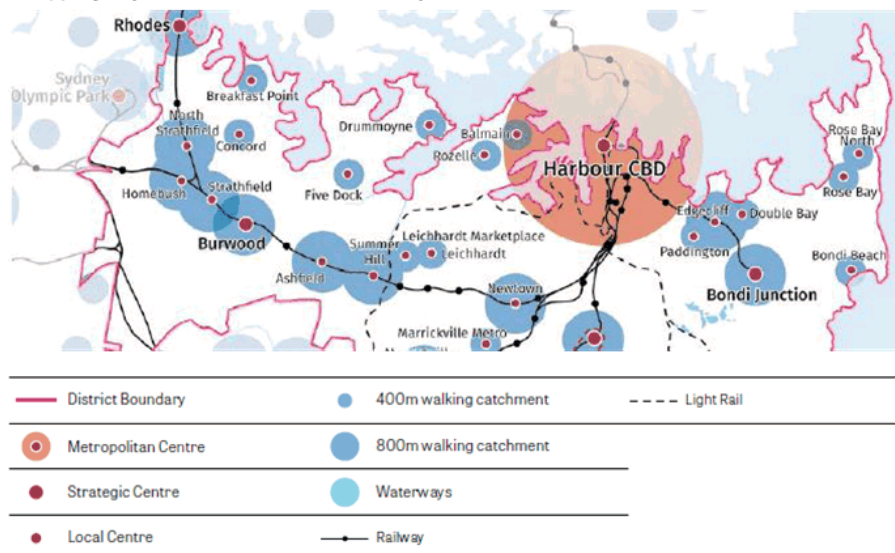 Rhodes
Sydney
Olympic Park
Breakfast Point
North
Strathfield
Concord
Drummoyne
Balmain
Rozelle
Harbour CBD
Rose Bay
North
Rose Bay
Homebush
Strathfield
Five Dock
Burwood
Edgecliff
Double Bay
Paddington
Summer
Hill
Leichhardt Marketplace
Leichhardt
Ashfield
Bondi Beach
Newtown
Bondi Junction
Marrickville Metro
District Boundary
400m walking catchment
Light Rail
Metropolitan Centre
800m walking catchment
Strategic Centre
Waterways
Local Centre
Railway